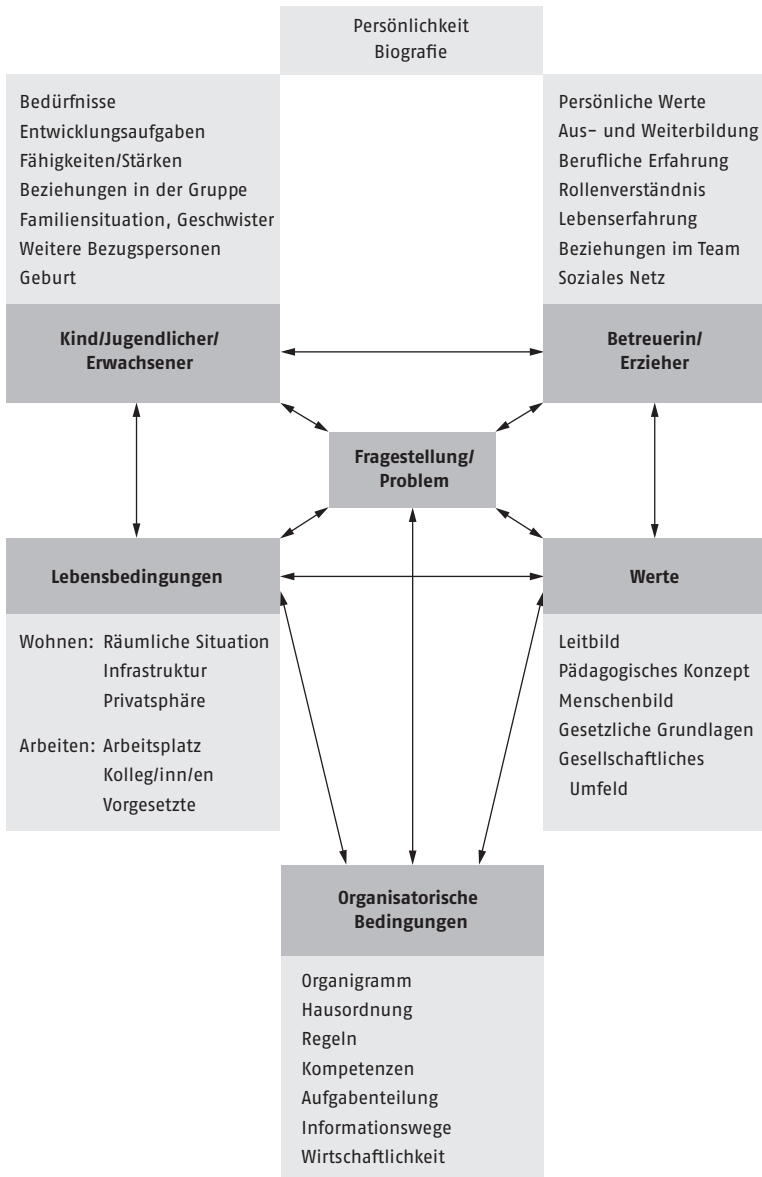 Persönlichkeit
Biografie
Bedürfnisse
Entwicklungsaufgaben
Fähigkeiten/Stärken
Beziehungen in der Gruppe
Familiensituation, Geschwister
Weitere Bezugspersonen
Geburt
Kind/Jugendlicher/
Erwachsener
Persönliche Werte
Aus- und Weiterbildung
Berufliche Erfahrung
Rollenverständnis
Lebenserfahrung
Beziehungen im Team
Soziales Netz
Betreuerin/
Erzieher
Fragestellung/
Problem
Lebensbedingungen
Wohnen: Räumliche Situation
Infrastruktur
Privatsphäre
Arbeiten: Arbeitsplatz
Kolleg/inn/en
Vorgesetzte
Werte
Leitbild
Pädagogisches Konzept
Menschenbild
Gesetzliche Grundlagen
Gesellschaftliches
Umfeld
Organisatorische
Bedingungen
Organigramm
Hausordnung
Regeln
Kompetenzen
Aufgabenteilung
Informationswege
Wirtschaftlichkeit